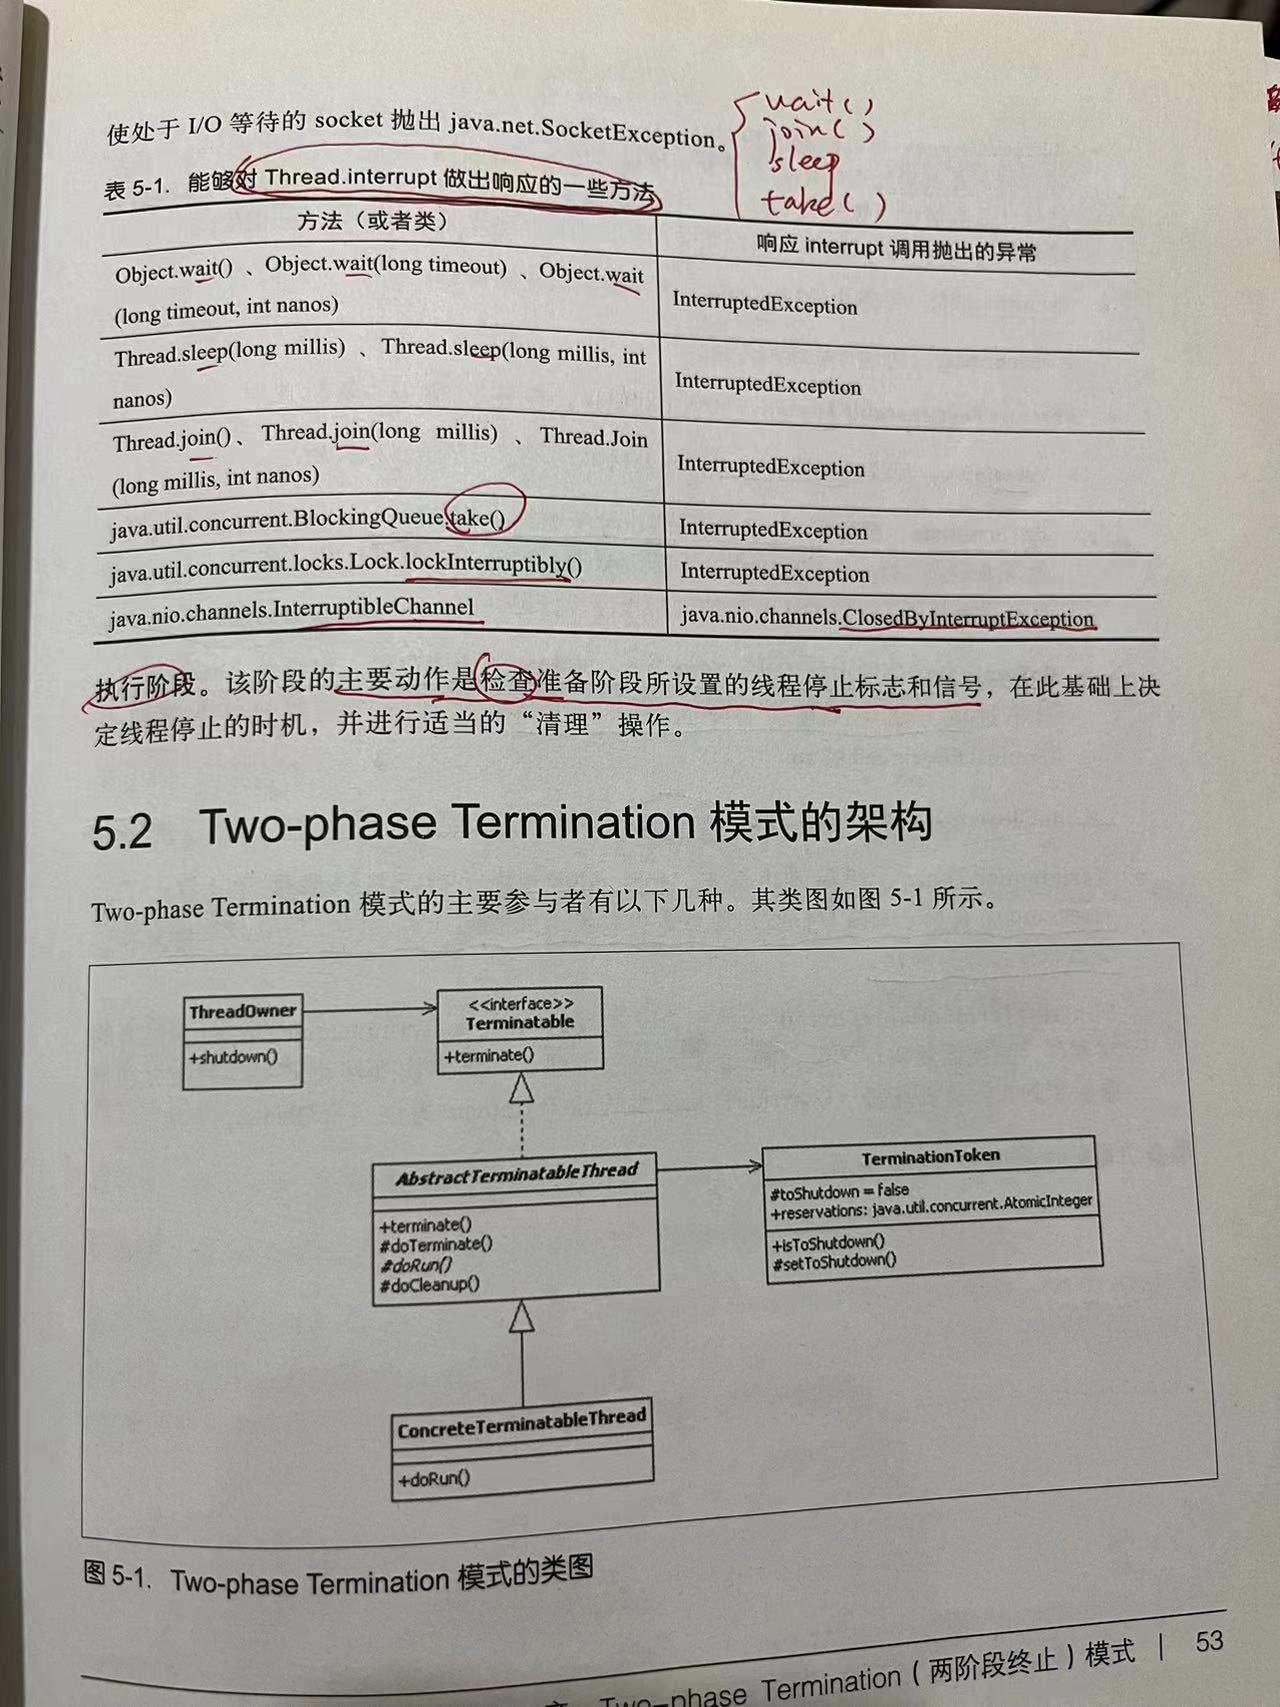 使处于 I/O 等待的 socket 抛出 java.net.SocketException。
wait()
join()
sleep
take()
表 5-1. 能够对 Thread.interrupt 做出响应的一些方法
方法（或者类）
响应 interrupt 调用抛出的异常
Object.wait() 、Object.wait(long timeout) 、Object.wait
(long timeout, int nanos)
InterruptedException
Thread.sleep(long millis) 、Thread.sleep(long millis, int
nanos)
InterruptedException
Thread.join()、Thread.join(long millis) 、Thread.Join
(long millis, int nanos)
InterruptedException
java.util.concurrent.BlockingQueue.take()
InterruptedException
java.util.concurrent.locks.Lock.lockInterruptibly()
InterruptedException
java.nio.channels.InterruptibleChannel
java.nio.channels.ClosedByInterruptException
执行阶段。该阶段的主要动作是检查准备阶段所设置的线程停止标志和信号，在此基础上决
定线程停止的时机，并进行适当的“清理”操作。
5.2 Two-phase Termination 模式的架构
Two-phase Termination 模式的主要参与者有以下几种。其类图如图 5-1 所示。
ThreadOwner
+shutdown()
<<interface>>
Terminatable
+terminate()
AbstractTerminatableThread
+terminate()
#doTerminate()
#doRun()
#doCleanup()
TerminationToken
#toShutdown = false
+reservations: java.util.concurrent.AtomicInteger
+isToShutdown()
#setToShutdown()
ConcreteTerminatableThread
+doRun()
图 5-1. Two-phase Termination 模式的类图
Two-phase Termination（两阶段终止）模式 | 53